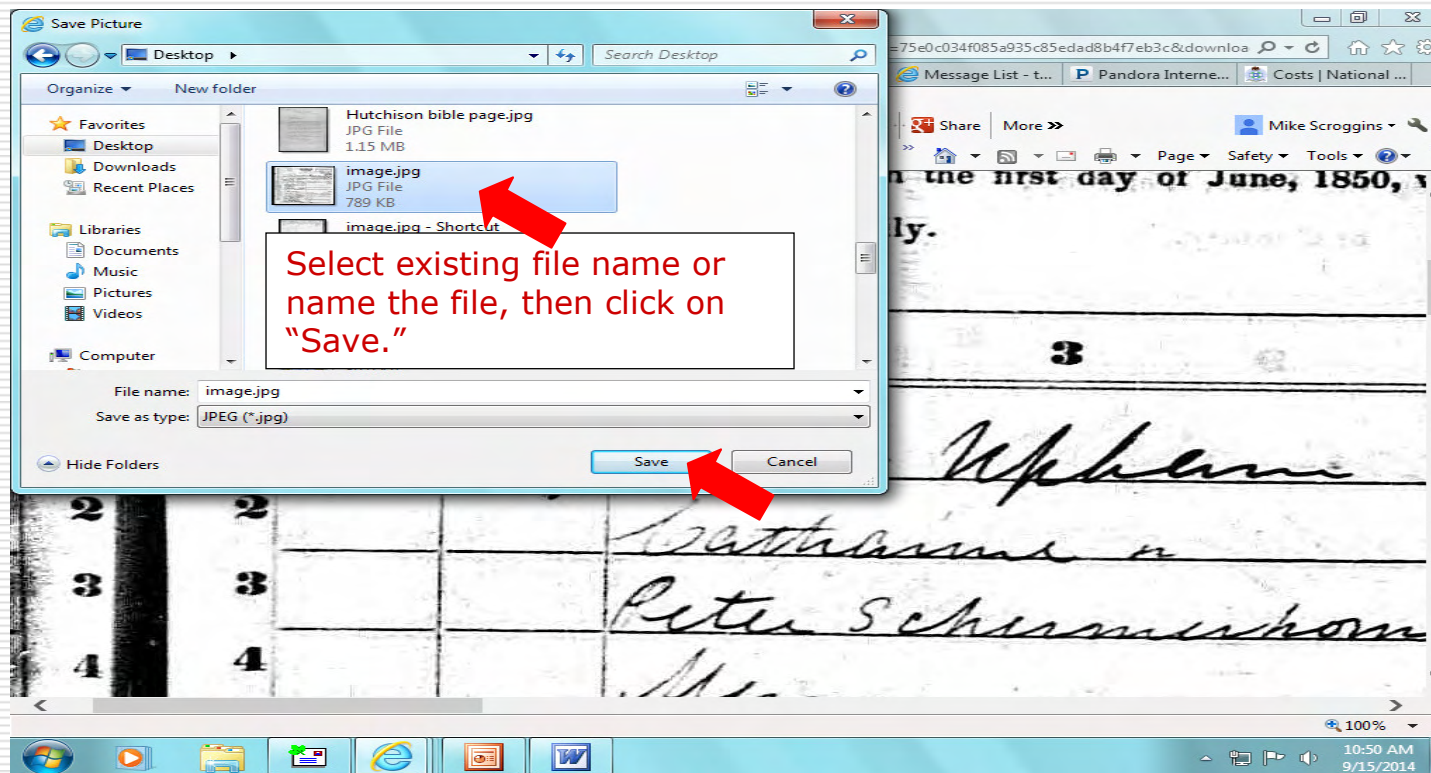 Save Picture
Desktop
Search Desktop
Organize
New folder
Favorites
Desktop
Downloads
Recent Places
Libraries
Documents
Music
Pictures
Videos
Computer
Hutchison bible page.jpg
JPG File
1.15 MB
image.jpg
JPG File
789 KB
image.jpg - Shortcut
Select existing file name or
name the file, then click on
“Save.”
File name: image.jpg
Save as type: JPEG (*.jpg)
Hide Folders
Save
Cancel
=75e0c034f085a935c85edad8b4f7eb3c&downloa
Message List - t...
P Pandora Interne...
Costs | National ...
Share
More »
Mike Scroggins
Page
Safety
Tools
the first day of June, 1850,
ly.
3
Upham
2 2 Catharine
3 3 Peter Schermerhorn
4 4
100%
10:50 AM
9/15/2014